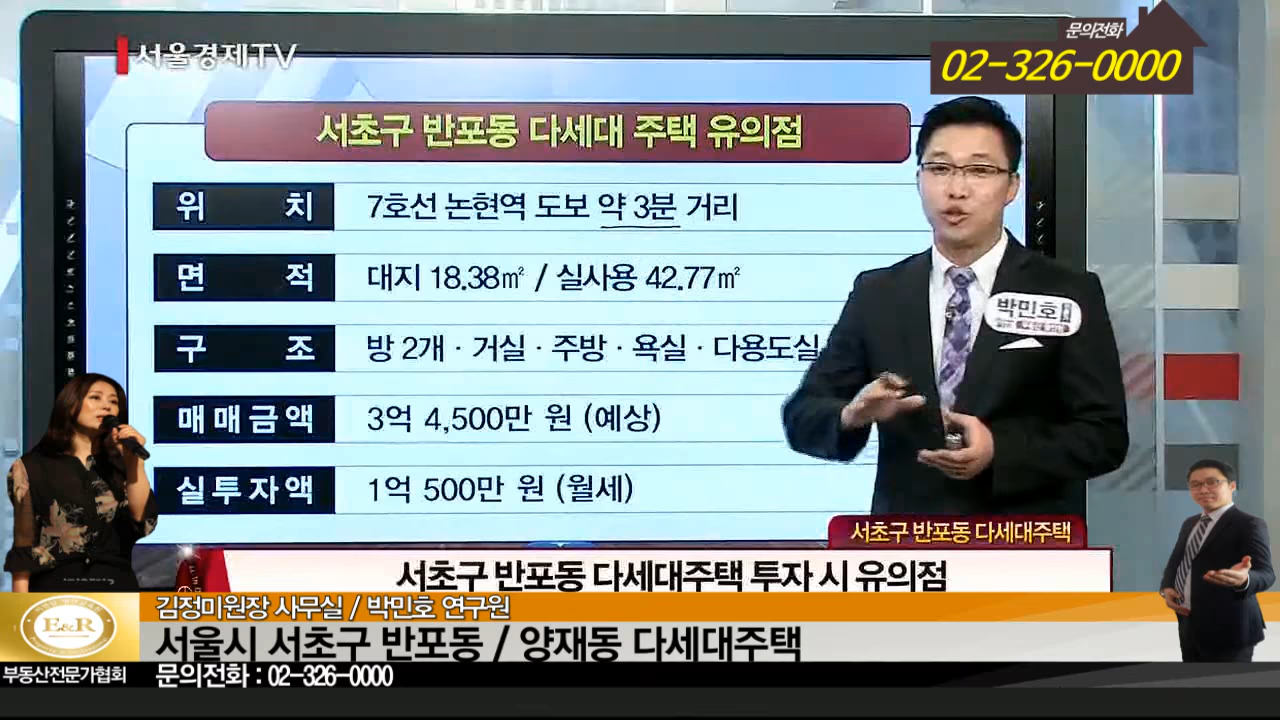 서울경제TV
문의전화
02-326-0000
서초구 반포동 다세대 주택 유의점
위 치
7호선 논현역 도보 약 3분 거리
면 적
대지 18.38㎡ / 실사용 42.77㎡
구 조
방 2개 · 거실 · 주방 · 욕실 · 다용도실
매매금액
3억 4,500만 원 (예상)
실투자액
1억 500만 원 (월세)
박민호
서초구 반포동 다세대주택
서초구 반포동 다세대주택 투자 시 유의점
김정미원장 사무실 / 박민호 연구원
E&R
서울시 서초구 반포동 / 양재동 다세대주택
부동산전문가협회
문의전화 : 02-326-0000